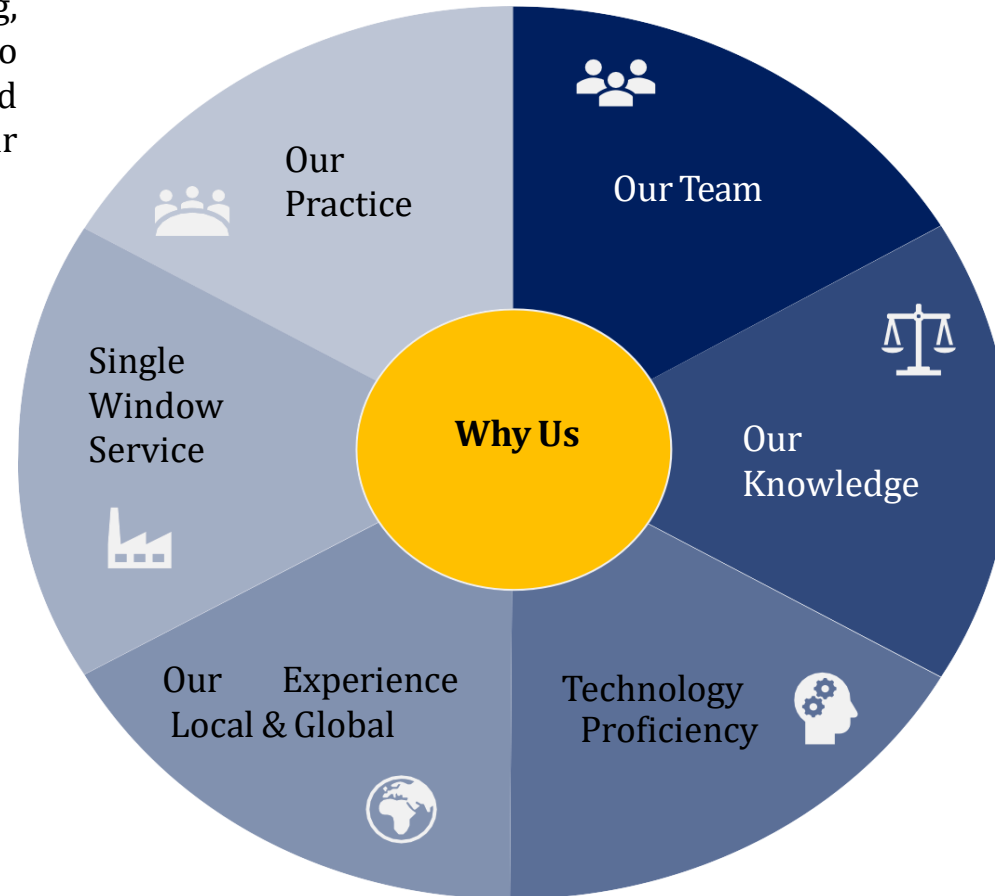 o
d
r
Our
Practice
Our Team
Single
Window
Service
Why Us
Our
Knowledge
Our Experience
Local & Global
Technology
Proficiency